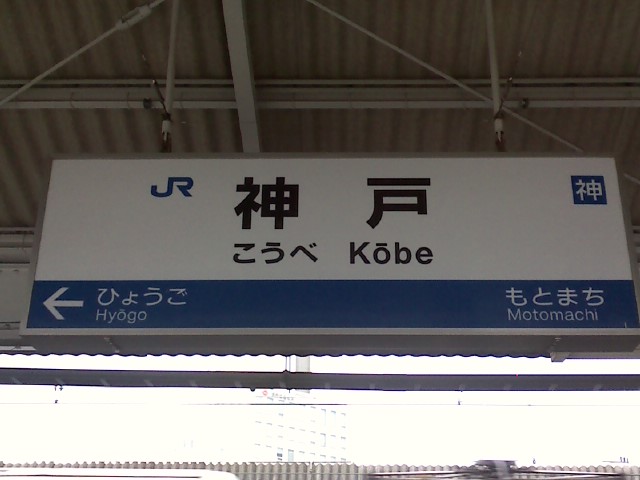 JR 神戸 神
こうべ Kōbe
← ひょうご もとまち
Hyōgo Motomachi